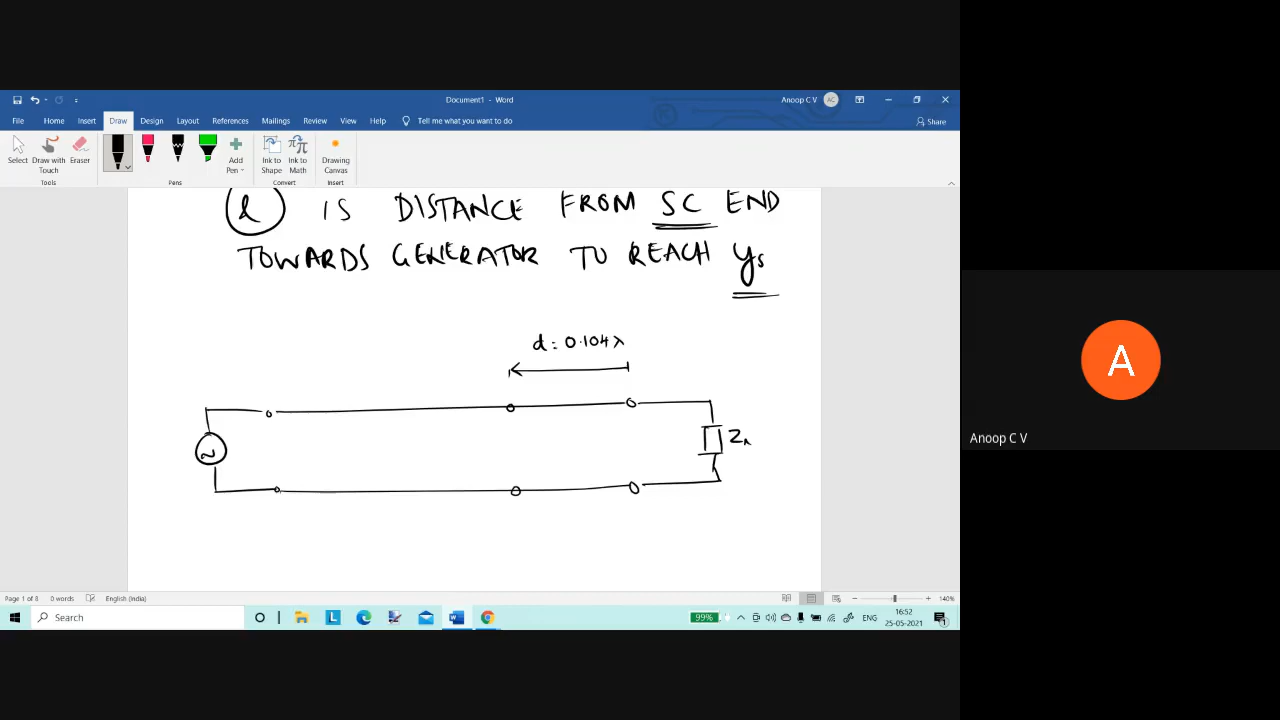 Document1 - Word
Anoop C V
AC
File Home Insert Draw Design Layout References Mailings Review View Help Tell me what you want to do
Share
Select Draw with Touch Eraser Add Pen Ink to Shape Ink to Math Drawing Canvas
Tools Pens Convert Insert
l IS DISTANCE FROM SC END
TOWARDS GENERATOR TO REACH ys
d = 0.104λ
~
A
Anoop C V
Page 1 of 8 0 words English (India) 140%
Search
99%
ENG
16:52
25-05-2021